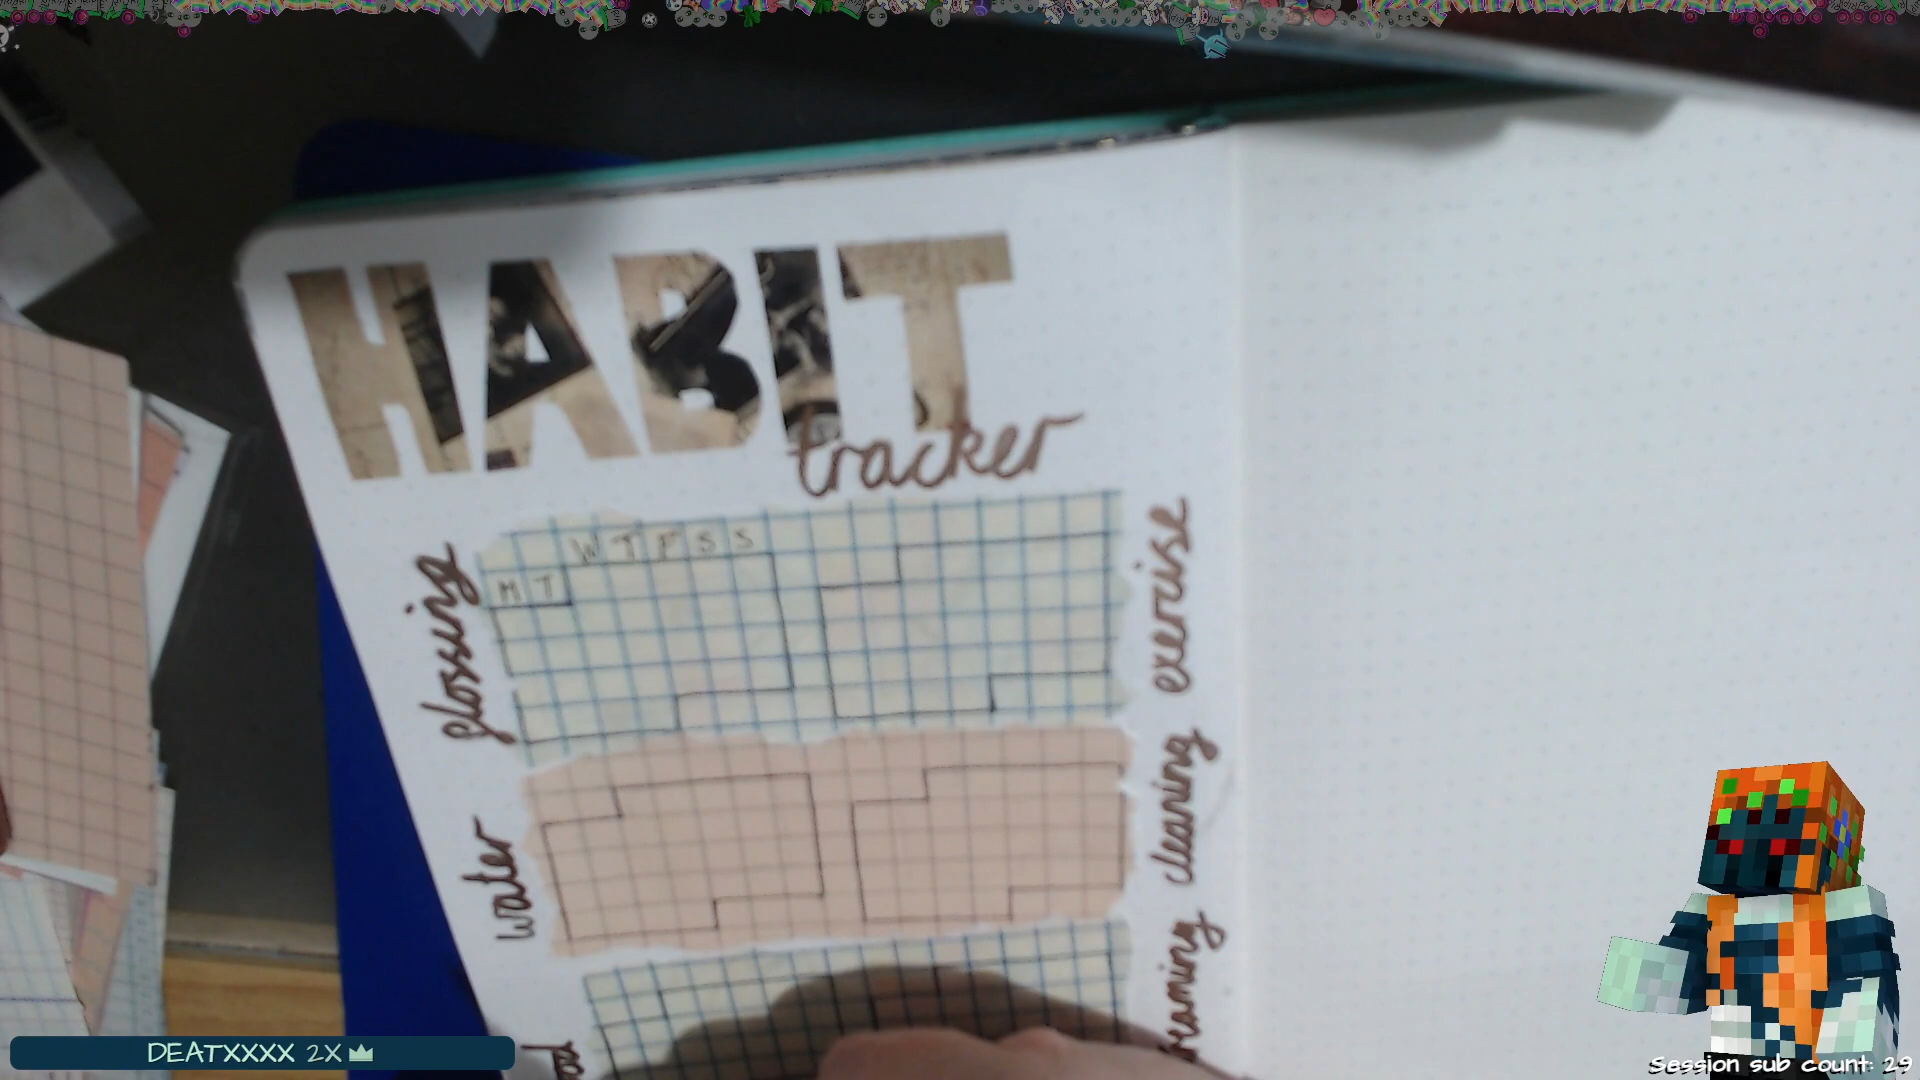 HABIT
tracker
W T F S S
M T
flossing
exercise
water
cleaning
DEATXXXX 2X
Session sub count: 29